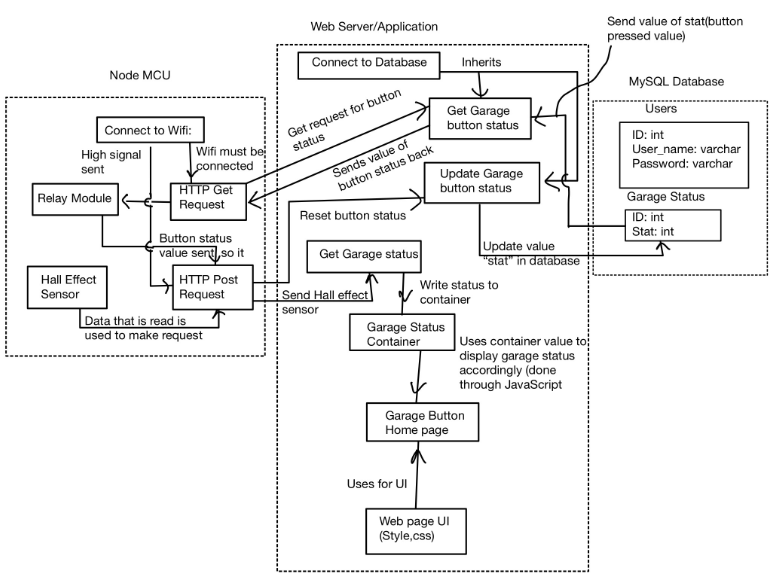 Web Server/Application
Send value of stat(button
pressed value)
Node MCU
Connect to Database
Inherits
MySQL Database
Users
Connect to Wifi:
Get request for button
status
Get Garage
button status
ID: int
User_name: varchar
Password: varchar
High signal
sent
Wifi must be
connected
Sends value of
button status back
Relay Module
HTTP Get
Request
Update Garage
button status
Garage Status
ID: int
Stat: int
Reset button status
Button status
value sent, so it
Get Garage status
Update value
“stat” in database
Hall Effect
Sensor
HTTP Post
Request
Send Hall effect
sensor
Write status to
container
Data that is read is
used to make request
Garage Status
Container
Uses container value to
display garage status
accordingly (done
through JavaScript
Garage Button
Home page
Uses for UI
Web page UI
(Style,css)